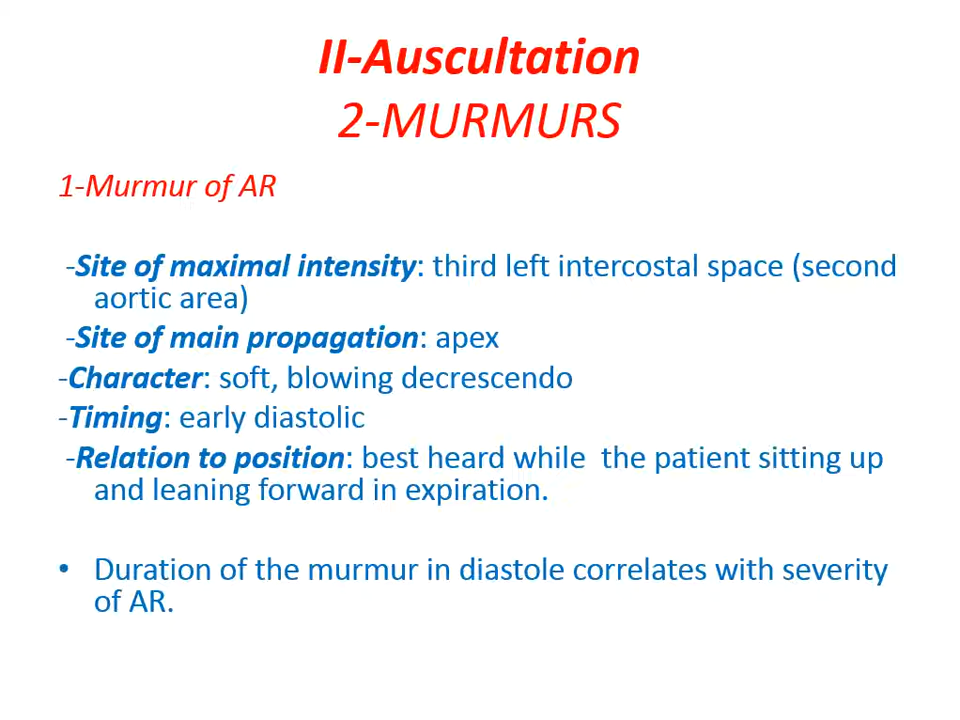 II-Auscultation
2-MURMURS
1-Murmur of AR
-Site of maximal intensity: third left intercostal space (second
aortic area)
-Site of main propagation: apex
-Character: soft, blowing decrescendo
-Timing: early diastolic
-Relation to position: best heard while  the patient sitting up
and leaning forward in expiration.
• Duration of the murmur in diastole correlates with severity
of AR.